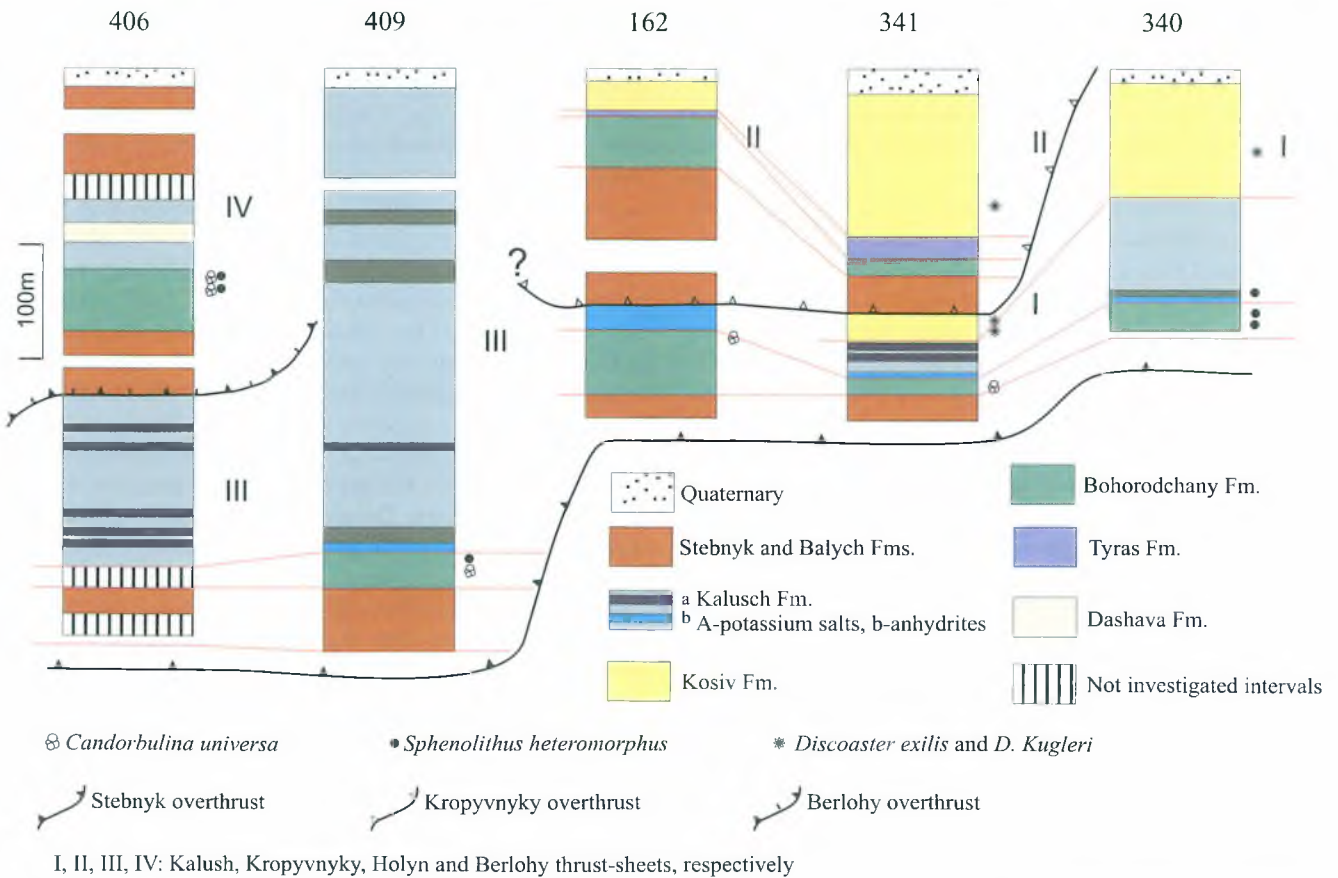 406 409 162 341 340
II II I
IV
?
I
100m
III
III
Quaternary
Bohorodchany Fm.
Stebnyk and Balych Fms.
Tyras Fm.
a Kalusch Fm.
b A-potassium salts, b-anhydrites
Dashava Fm.
Kosiv Fm.
Not investigated intervals
Candorbulina universa
Sphenolithus heteromorphus
Discoaster exilis and D. Kugleri
Stebnyk overthrust
Kropyvnyky overthrust
Berlohy overthrust
I, II, III, IV: Kalush, Kropyvnyky, Holyn and Berlohy thrust-sheets, respectively